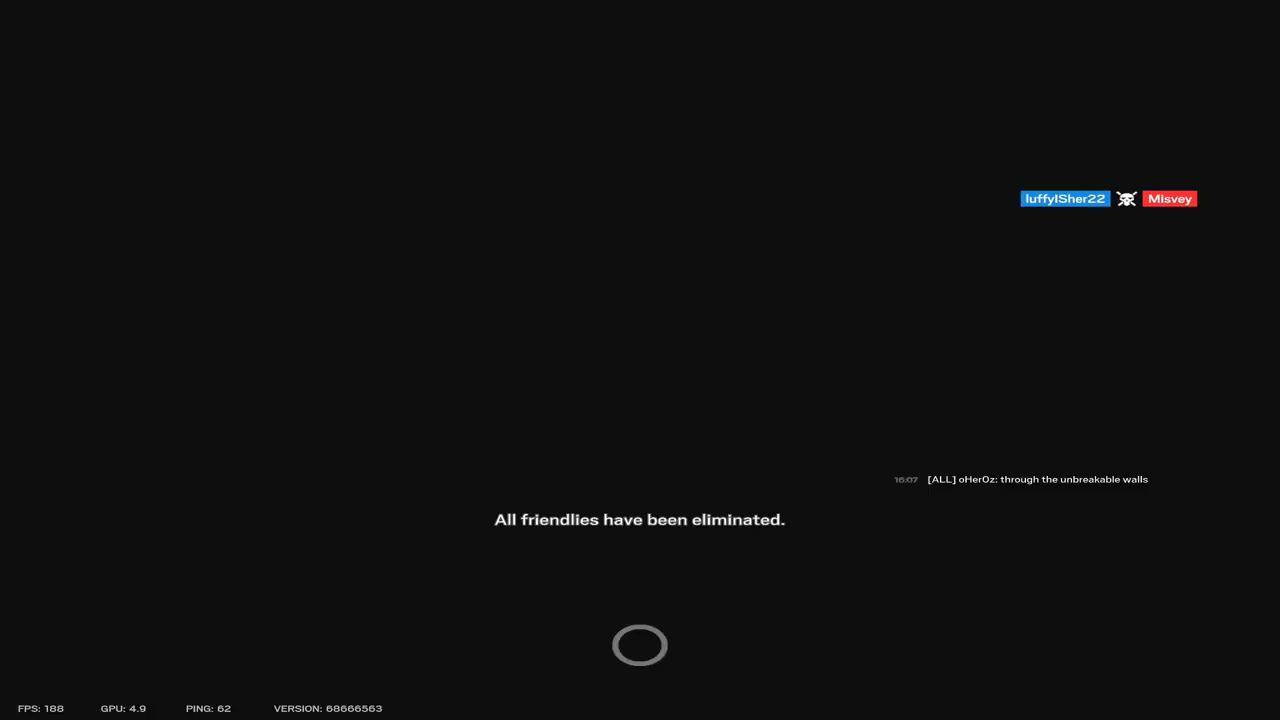 luffyISher22 Misvey
16:07 [ALL] oHerOz: through the unbreakable walls
All friendlies have been eliminated.
FPS: 188 GPU: 4.9 PING: 62 VERSION: 68666563